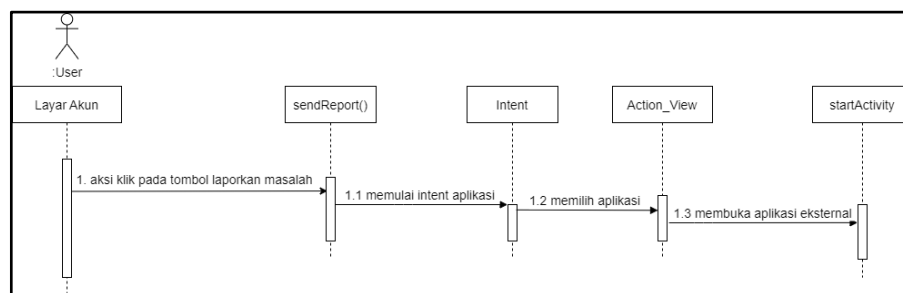 :User
Layar Akun
sendReport()
Intent
Action_View
startActivity
1. aksi klik pada tombol laporkan masalah
1.1 memulai intent aplikasi
1.2 memilih aplikasi
1.3 membuka aplikasi eksternal